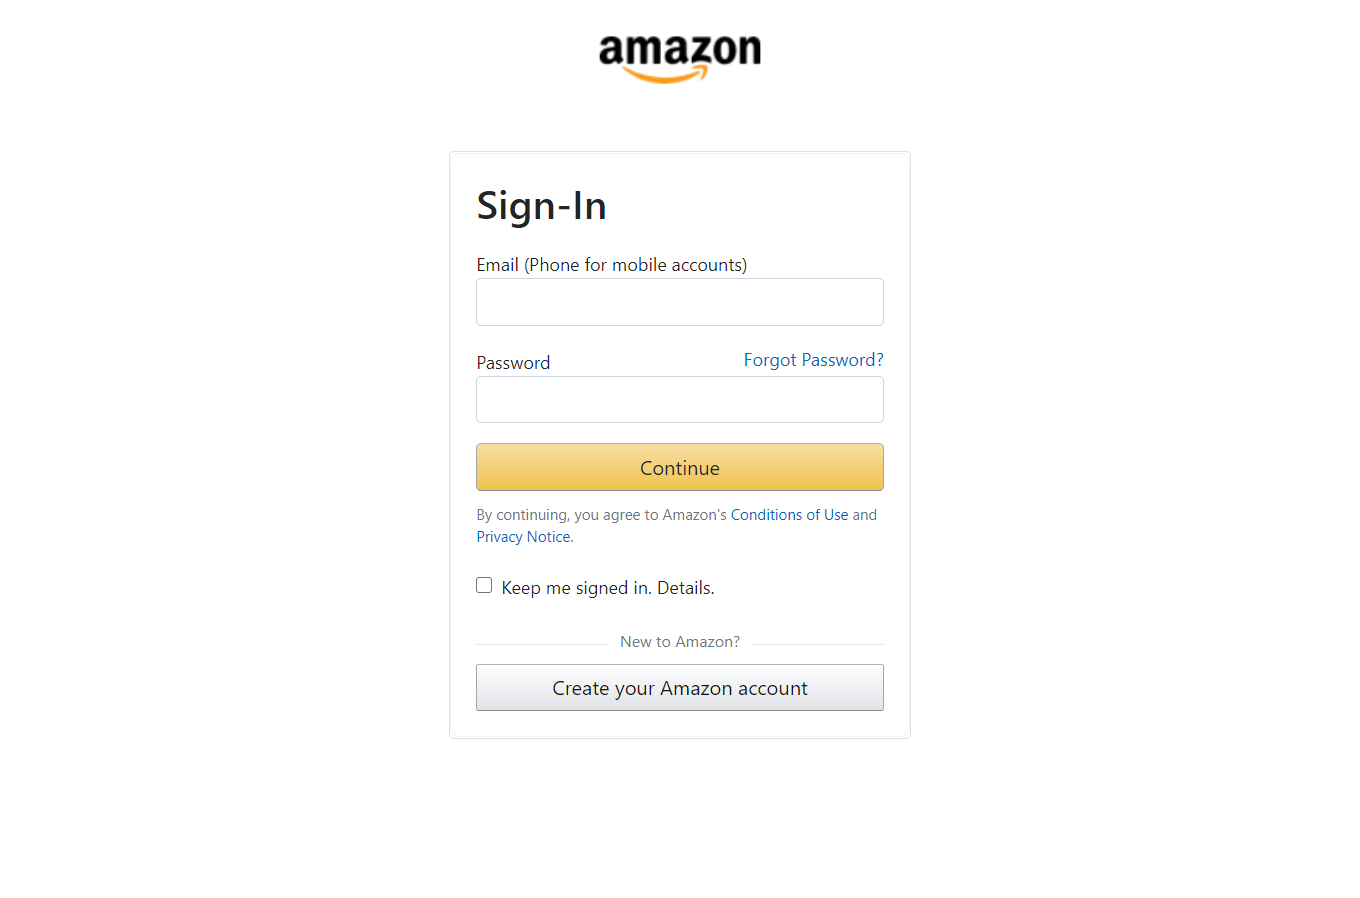 amazon
Sign-In
Email (Phone for mobile accounts)
Password Forgot Password?
Continue
By continuing, you agree to Amazon's Conditions of Use and
Privacy Notice.
Keep me signed in. Details.
New to Amazon?
Create your Amazon account